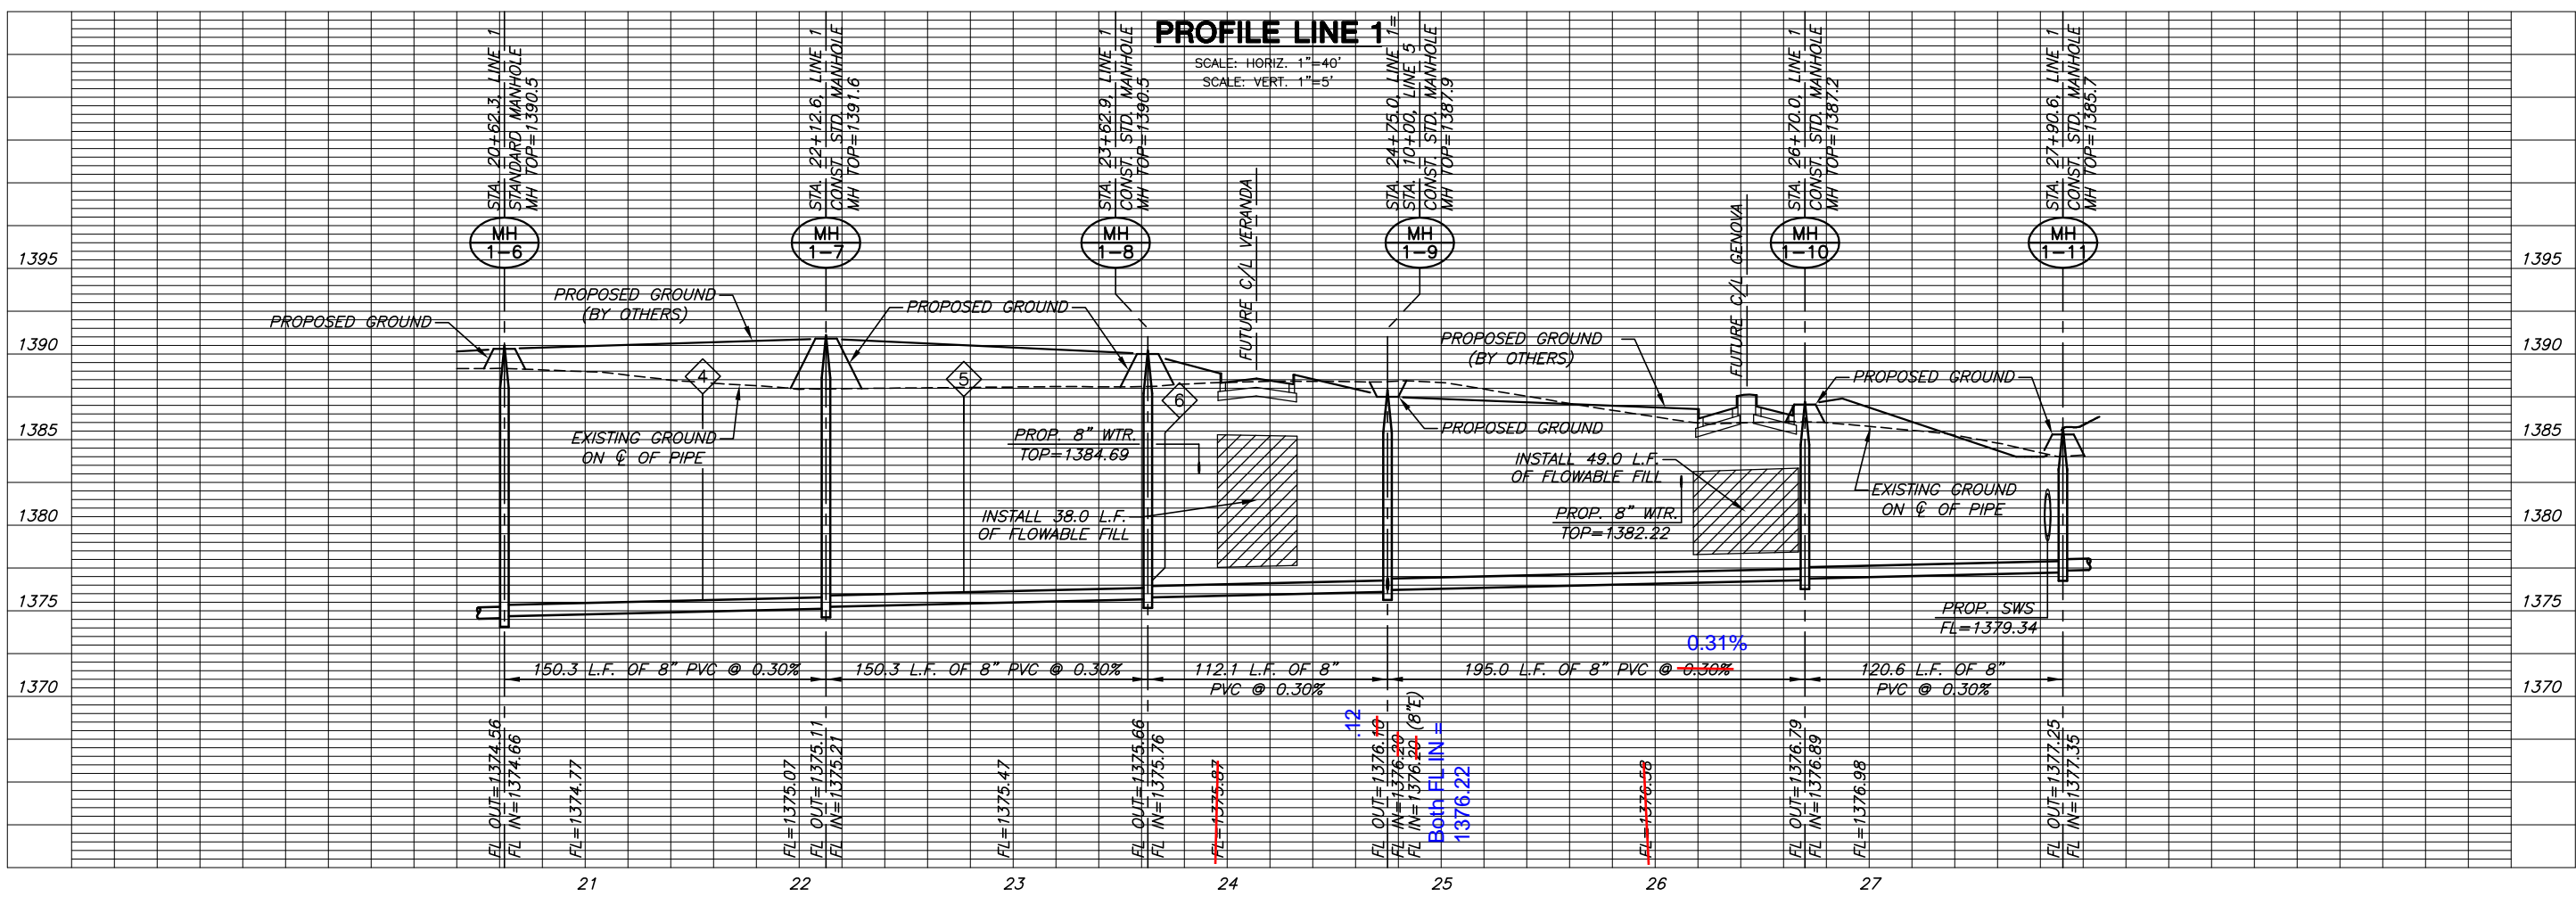 PROFILE LINE 1
SCALE: HORIZ. 1"=40'
SCALE: VERT. 1"=5'
STA. 20+62.3, LINE 1
STANDARD MANHOLE
MH TOP=1390.5
STA. 22+12.6, LINE 1
CONST. STD. MANHOLE
MH TOP=1391.6
STA. 23+62.9, LINE 1
CONST. STD. MANHOLE
MH TOP=1390.5
STA. 24+75.0, LINE 1=
STA. 10+00, LINE 5
CONST. STD. MANHOLE
MH TOP=1387.9
STA. 26+70.0, LINE 1
CONST. STD. MANHOLE
MH TOP=1387.2
STA. 27+90.6, LINE 1
CONST. STD. MANHOLE
MH TOP=1385.7
MH
1-6
MH
1-7
MH
1-8
MH
1-9
MH
1-10
MH
1-11
FUTURE C/L VERANDA
FUTURE C/L GENOVA
1395
1395
1390
1390
1385
1385
1380
1380
1375
1375
1370
1370
PROPOSED GROUND
PROPOSED GROUND
(BY OTHERS)
PROPOSED GROUND
PROPOSED GROUND
(BY OTHERS)
PROPOSED GROUND
PROPOSED GROUND
4
5
6
EXISTING GROUND
ON ℄ OF PIPE
PROP. 8" WTR.
TOP=1384.69
INSTALL 38.0 L.F.
OF FLOWABLE FILL
INSTALL 49.0 L.F.
OF FLOWABLE FILL
PROP. 8" WTR.
TOP=1382.22
EXISTING GROUND
ON ℄ OF PIPE
PROP. SWS
FL=1379.34
0.31%
150.3 L.F. OF 8" PVC @ 0.30%
150.3 L.F. OF 8" PVC @ 0.30%
112.1 L.F. OF 8"
PVC @ 0.30%
195.0 L.F. OF 8" PVC @ 0.30%
120.6 L.F. OF 8"
PVC @ 0.30%
FL OUT=1374.56
FL IN=1374.66
FL=1374.77
FL=1375.07
FL OUT=1375.11
FL IN=1375.21
FL=1375.47
FL OUT=1375.66
FL IN=1375.76
FL=1375.87
.12
FL OUT=1376.10
FL IN=1376.20
FL IN=1376.20 (8"E)
Both FL IN =
1376.22
FL=1376.58
FL OUT=1376.79
FL IN=1376.89
FL=1376.98
FL OUT=1377.25
FL IN=1377.35
21
22
23
24
25
26
27